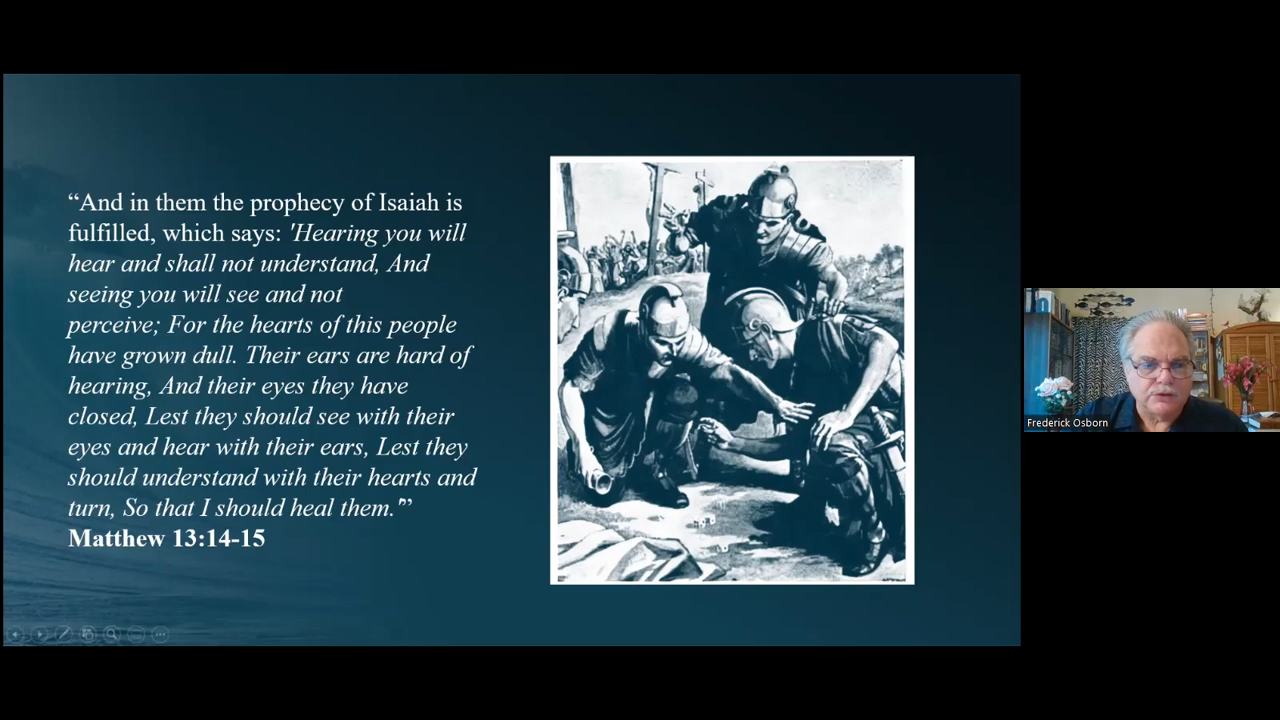 “And in them the prophecy of Isaiah is
fulfilled, which says: 'Hearing you will
hear and shall not understand, And
seeing you will see and not
perceive; For the hearts of this people
have grown dull. Their ears are hard of
hearing, And their eyes they have
closed, Lest they should see with their
eyes and hear with their ears, Lest they
should understand with their hearts and
turn, So that I should heal them.'”
Matthew 13:14-15
Frederick Osborn